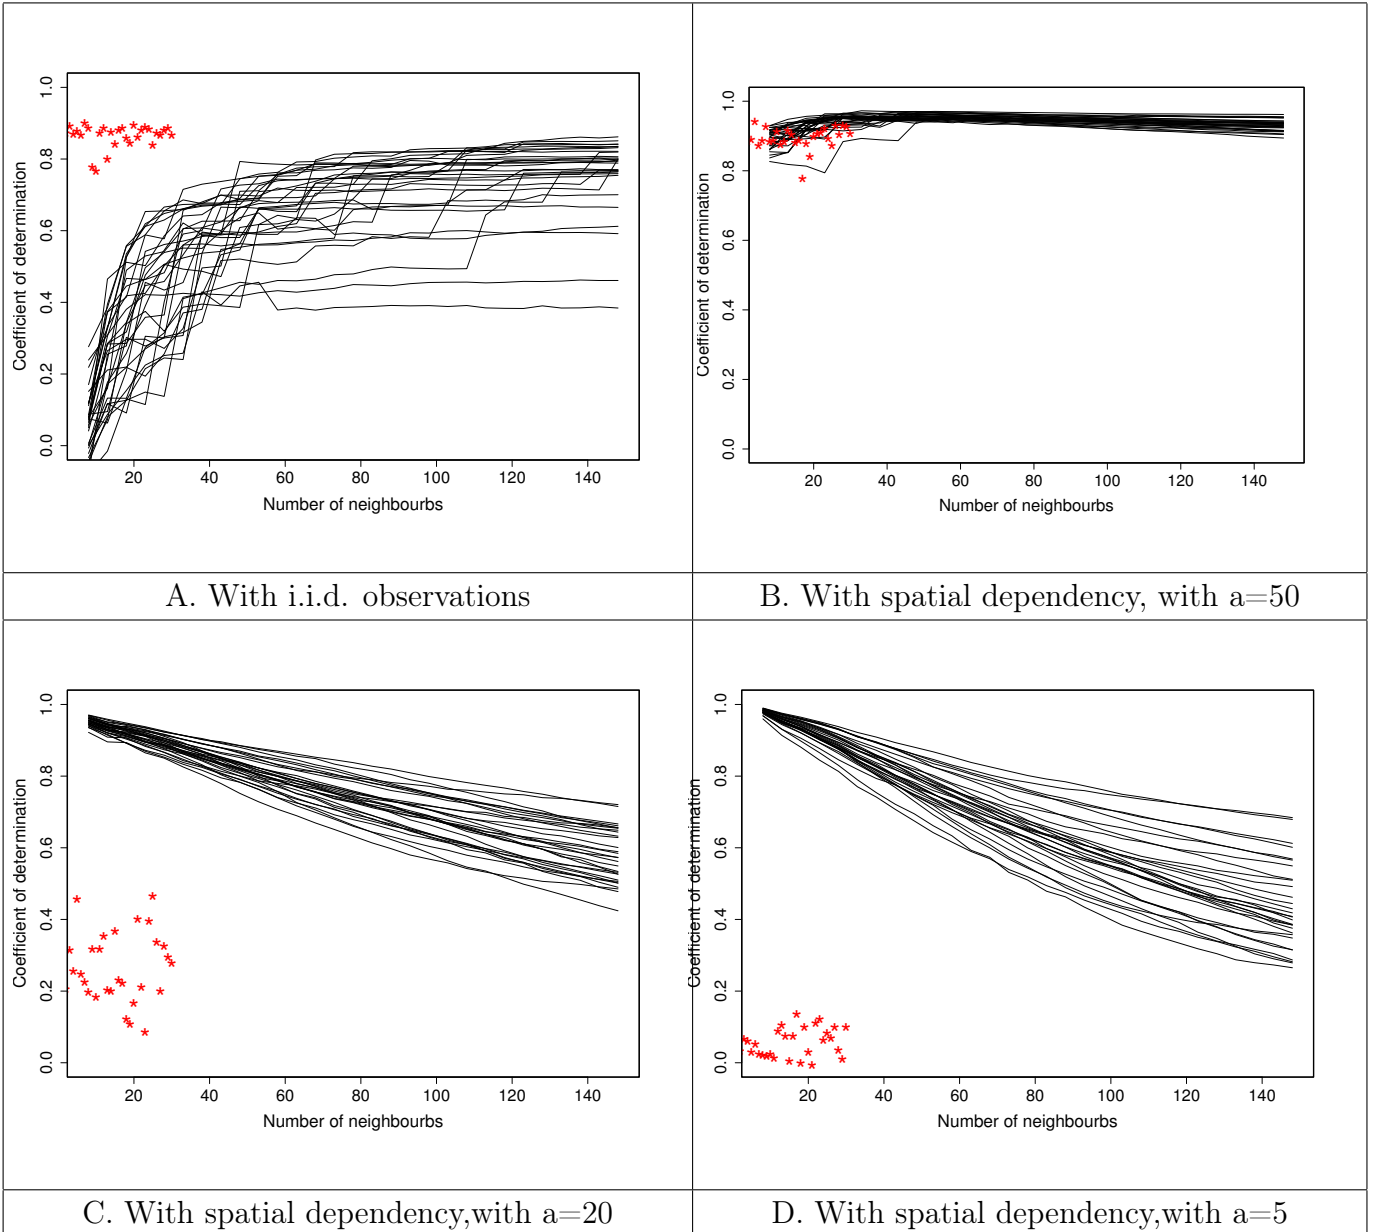 1.0
0.8
0.6
0.4
0.2
0.0
Coefficient of determination
20 40 60 80 100 120 140
Number of neighbourbs
1.0
0.8
0.6
0.4
0.2
0.0
Coefficient of determination
20 40 60 80 100 120 140
Number of neighbourbs
A. With i.i.d. observations
B. With spatial dependency, with a=50
1.0
0.8
0.6
0.4
0.2
0.0
Coefficient of determination
20 40 60 80 100 120 140
Number of neighbourbs
1.0
0.8
0.6
0.4
0.2
0.0
Coefficient of determination
20 40 60 80 100 120 140
Number of neighbourbs
C. With spatial dependency,with a=20
D. With spatial dependency,with a=5